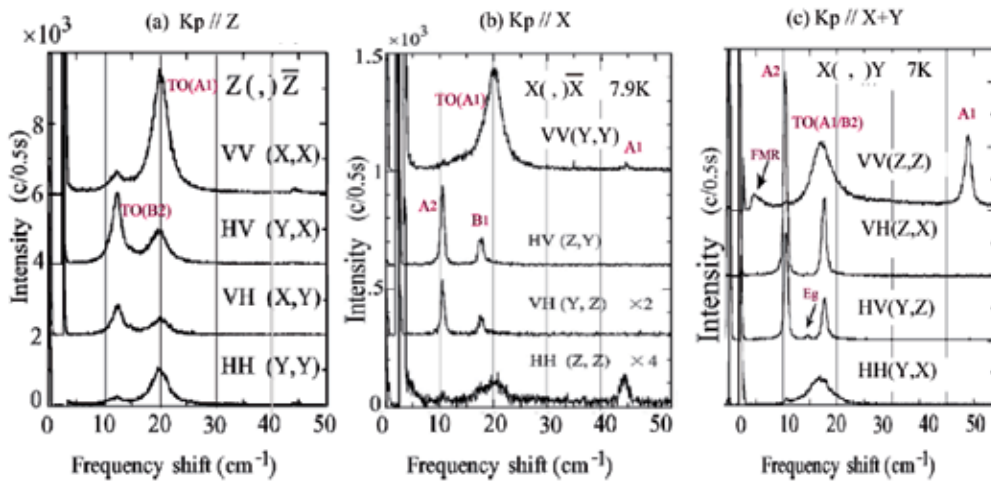 (a) Kp // Z
×10³
Z ( , ) Z̅
TO(A1)
VV (X,X)
TO(B2)
HV (Y,X)
VH (X,Y)
HH (Y,Y)
8
6
4
2
0
Intensity (c/0.5s)
0 10 20 30 40 50
Frequency shift (cm⁻¹)
(b) Kp // X
×10³
1.5
X( , )X̅ 7.9K
TO(A1)
VV(Y,Y)
A1
1.0
A2
B1
HV (Z,Y)
.5
VH (Y,Z) ×2
HH (Z, Z) ×4
0
Intensity (c/0.5s)
0 10 20 30 40 50
Frequency shift (cm⁻¹)
(c) Kp // X+Y
A2
X( , )Y 7K
TO(A1/B2)
A1
FMR
VV(Z,Z)
VH(Z,X)
Eg
HV(Y,Z)
HH(Y,X)
Intensity (c/0.5s)
0 10 20 30 40 50
Frequency shift (cm⁻¹)